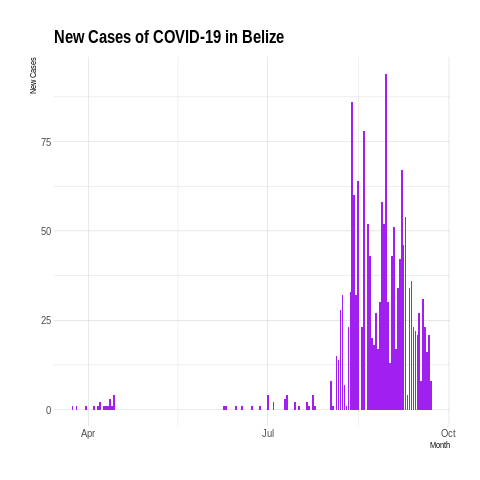 New Cases of COVID-19 in Belize
New Cases
75
50
25
0
Apr
Jul
Oct
Month